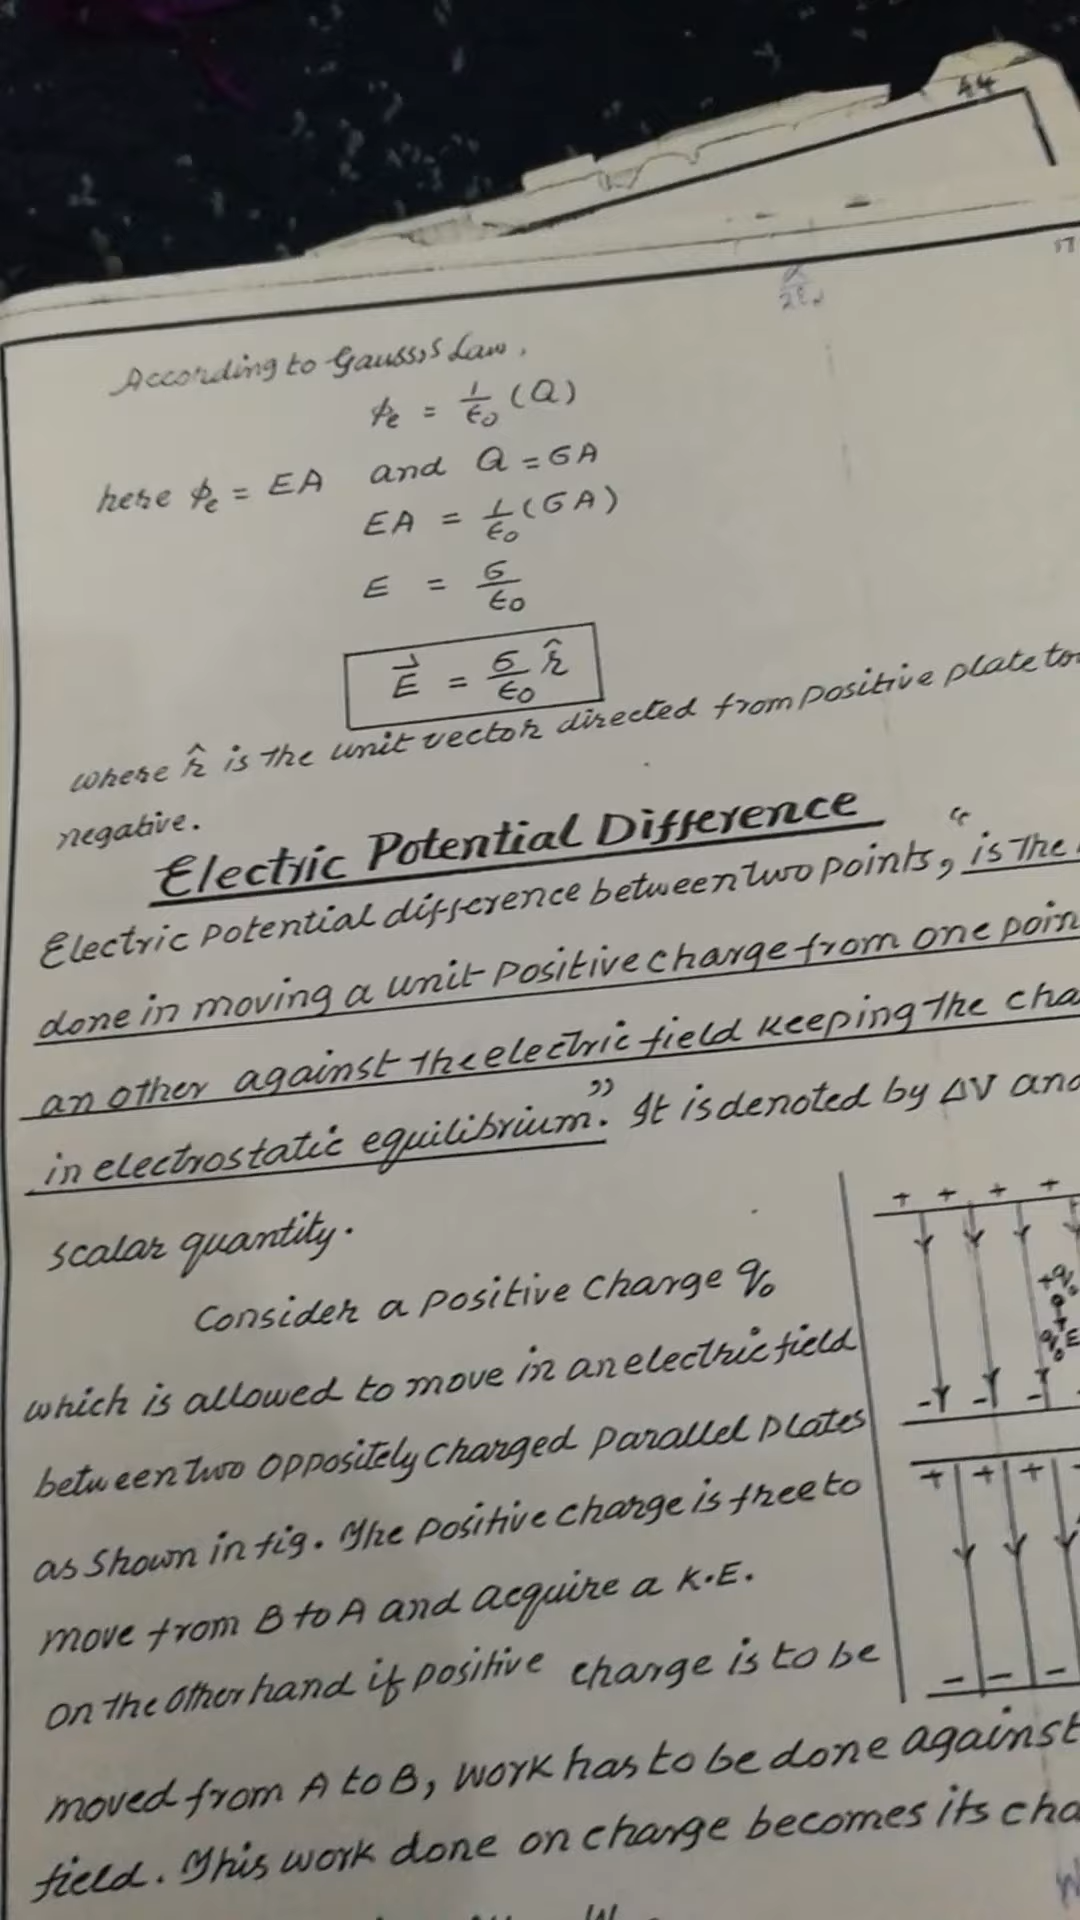 44
According to Gauss,s Law,
ϕe = 1/ϵ0 (Q)
here ϕe = EA and Q = σA
EA = 1/ϵ0 (σA)
E = σ/ϵ0
E⃗ = σ/ϵ0 r̂
where r̂ is the unit vector directed from positive plate to
negative.
Electric Potential Difference
Electric potential difference between two points, “is the
done in moving a unit positive charge from one poin
another against the electric field keeping the cha
in electrostatic equilibrium.” It is denoted by ΔV and
scalar quantity.
Consider a positive charge q0
which is allowed to move in an electric field
between two oppositely charged parallel plates
as shown in fig. The positive charge is free to
move from B to A and acquire a K.E.
on the other hand if positive charge is to be
moved from A to B, work has to be done against
field. This work done on charge becomes its cha
W
+ + + +
+q0
q0E
- - -
+ + +
- - -